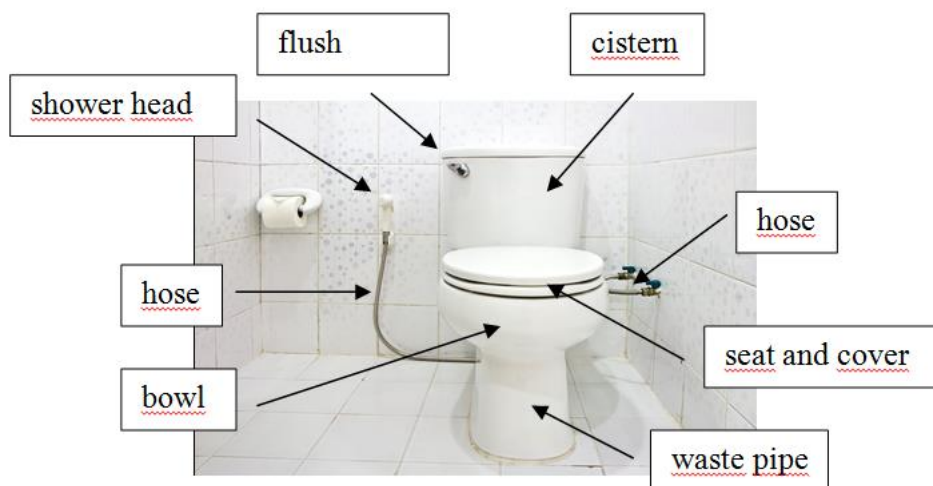 flush
cistern
shower head
hose
hose
seat and cover
bowl
waste pipe